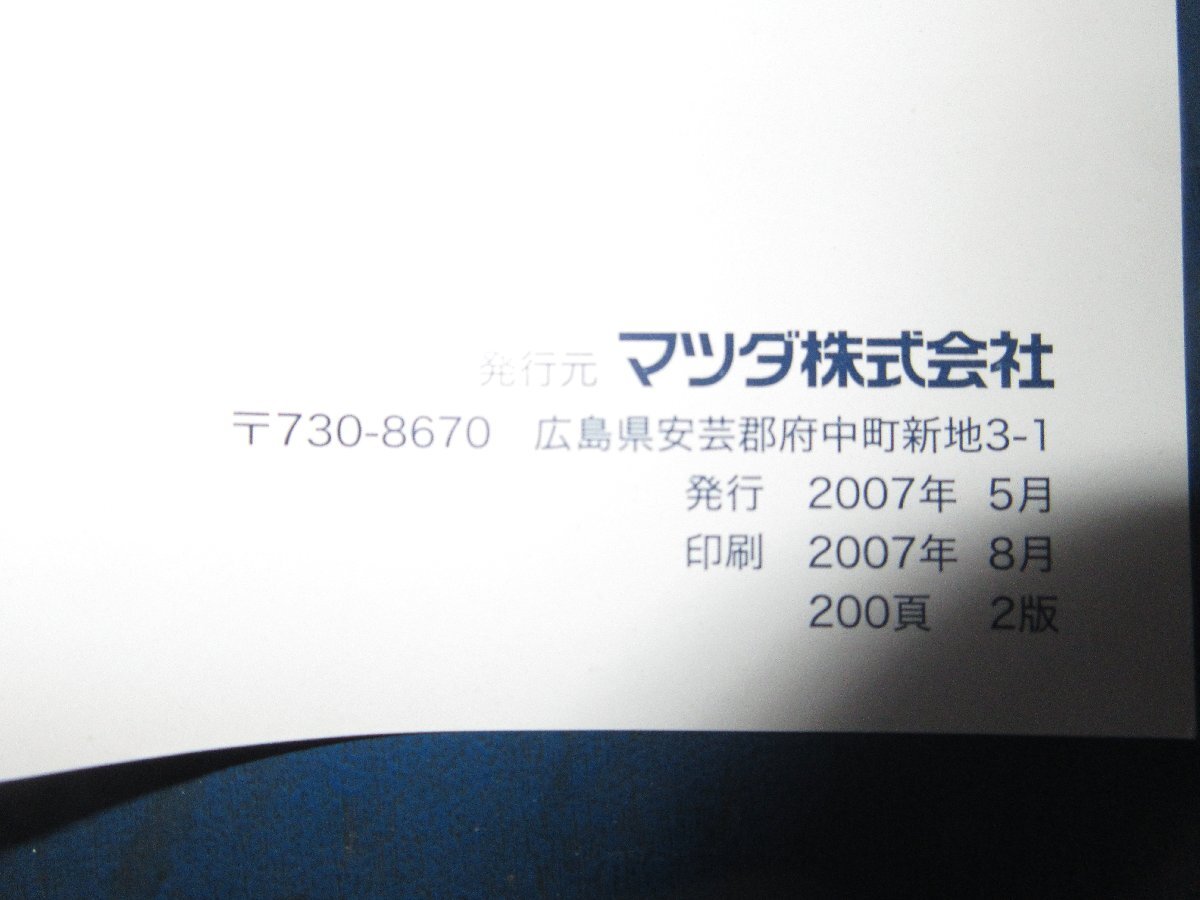 発行元 マツダ株式会社
〒730-8670 広島県安芸郡府中町新地3-1
発行 2007年 5月
印刷 2007年 8月
200頁 2版